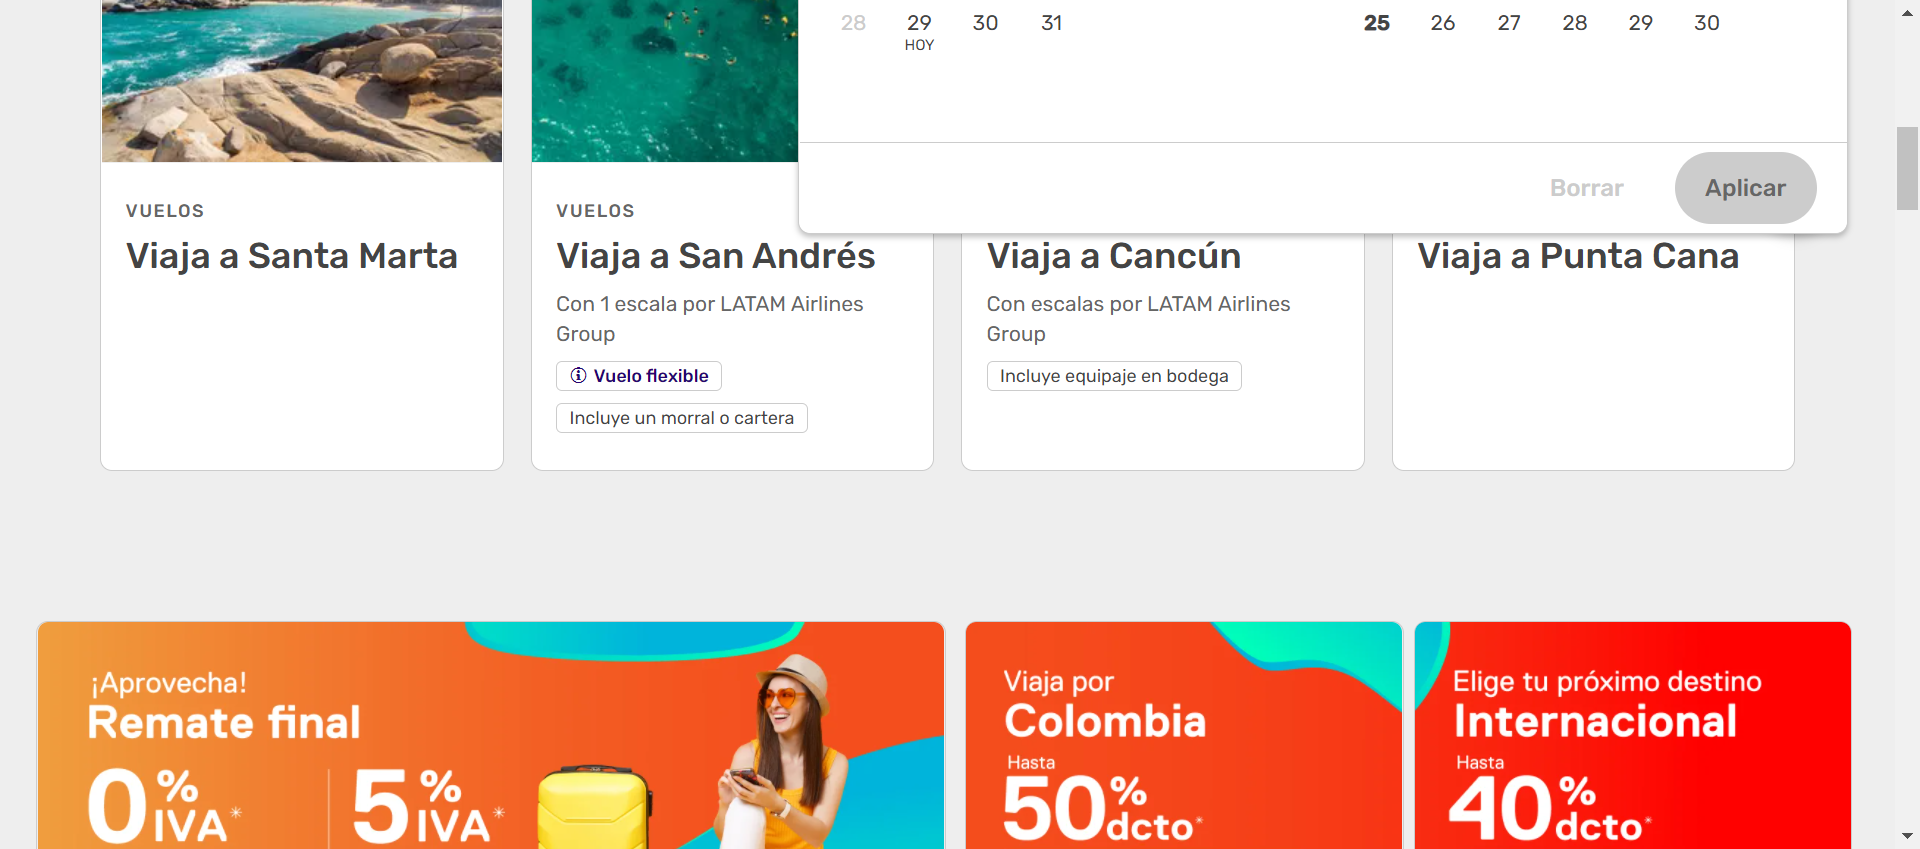 28 29 30 31 25 26 27 28 29 30
HOY
Borrar Aplicar
VUELOS
Viaja a Santa Marta
VUELOS
Viaja a San Andrés
Con 1 escala por LATAM Airlines
Group
Vuelo flexible
Incluye un morral o cartera
Viaja a Cancún
Con escalas por LATAM Airlines
Group
Incluye equipaje en bodega
Viaja a Punta Cana
¡Aprovecha!
Remate final
0% IVA* 5% IVA*
Viaja por
Colombia
Hasta
50% dcto*
Elige tu próximo destino
Internacional
Hasta
40% dcto*